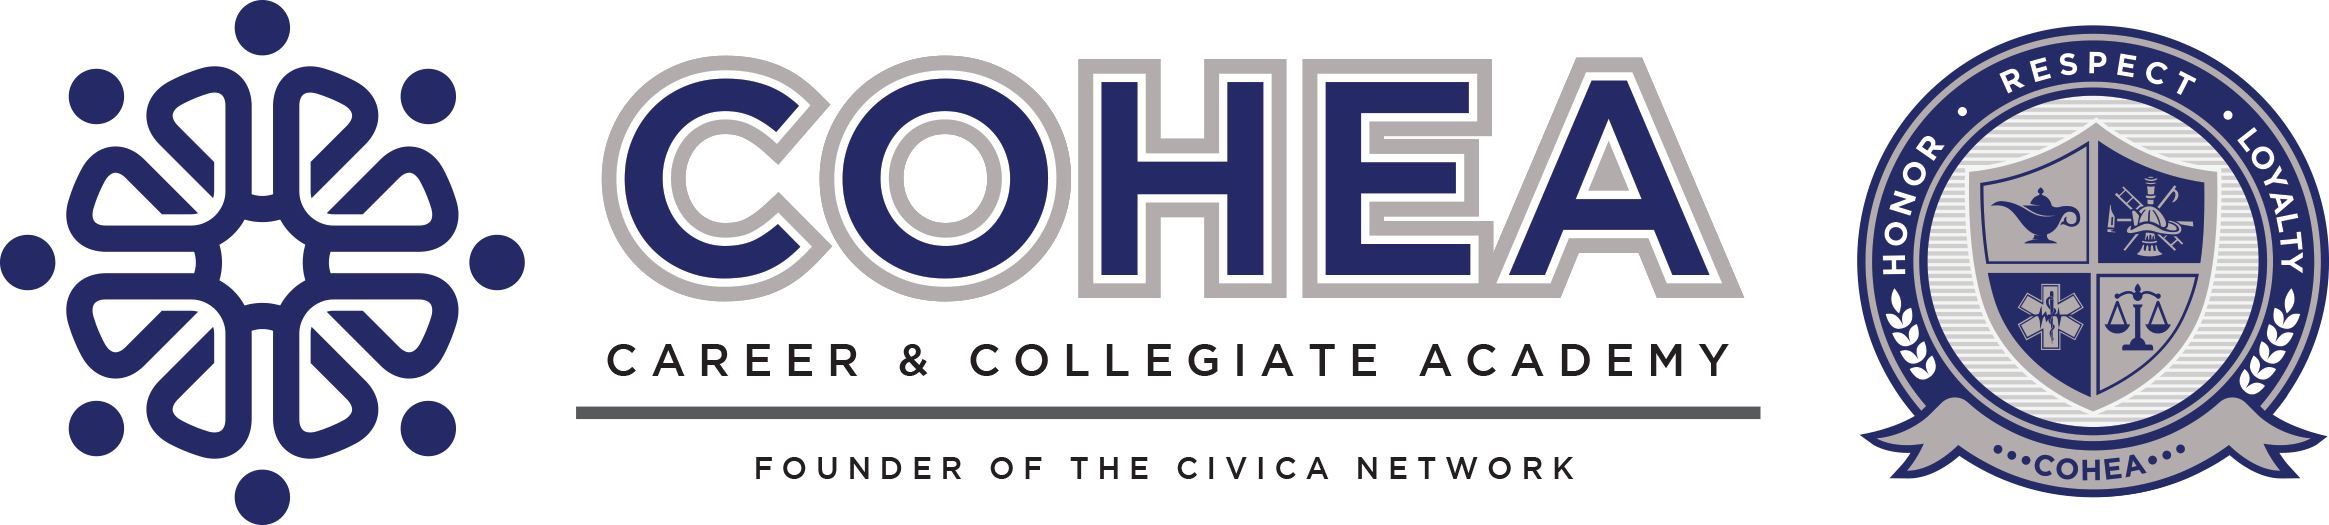 COHEA
CAREER & COLLEGIATE ACADEMY
FOUNDER OF THE CIVICA NETWORK
HONOR • RESPECT • LOYALTY
•••COHEA•••